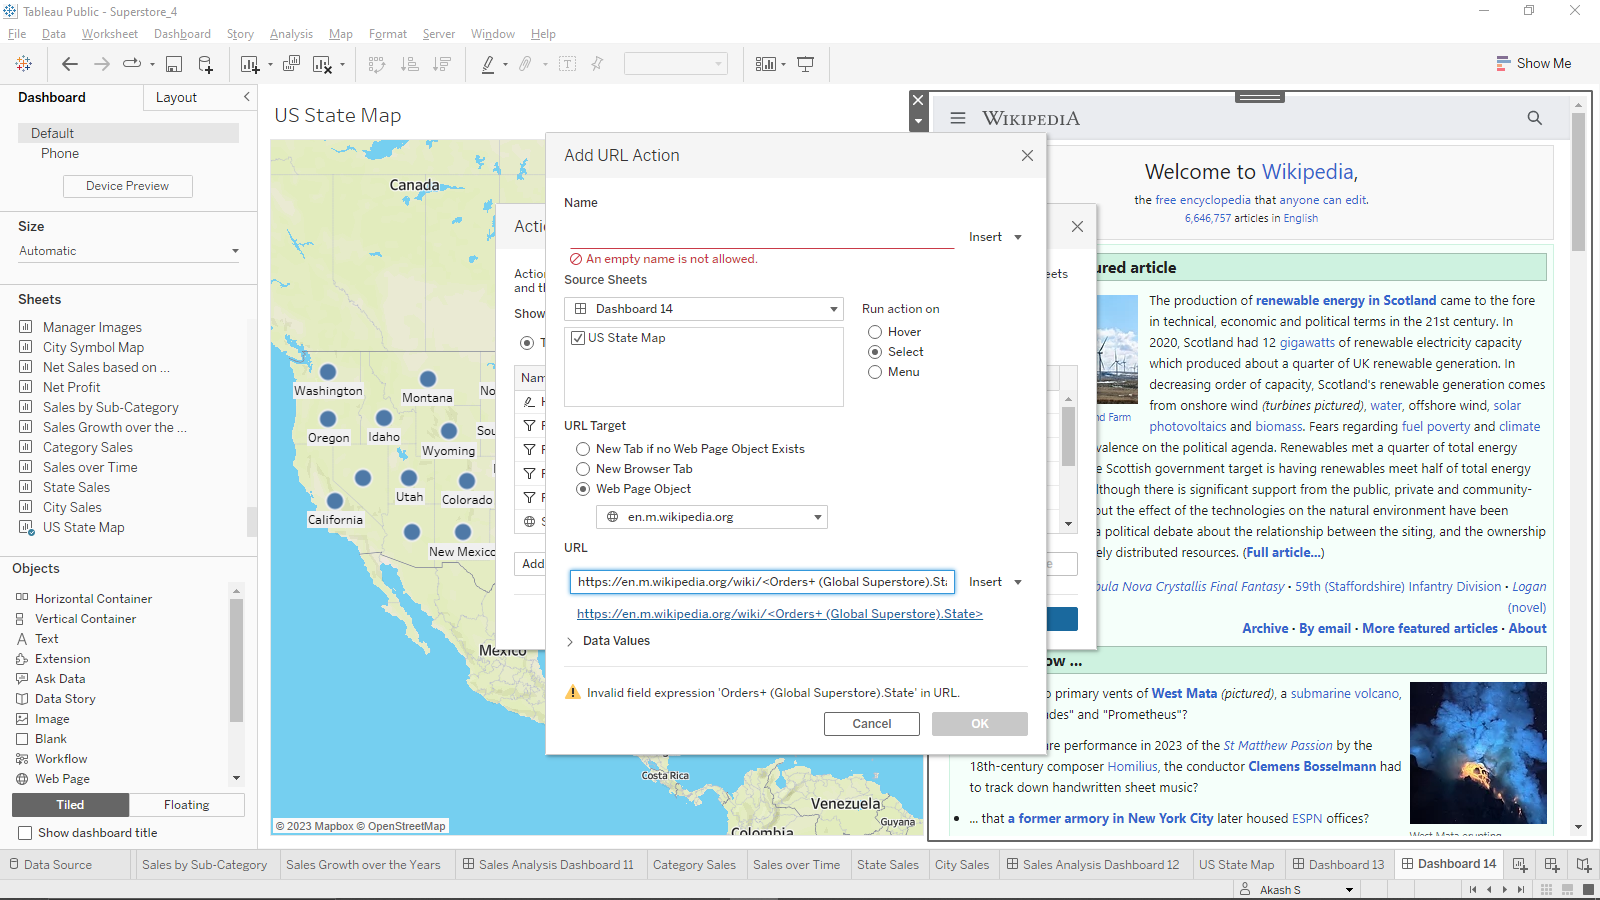 Tableau Public - Superstore_4
File Data Worksheet Dashboard Story Analysis Map Format Server Window Help
Show Me
Dashboard Layout
Default
Phone
Device Preview
Size
Automatic
Sheets
Manager Images
City Symbol Map
Net Sales based on ...
Net Profit
Sales by Sub-Category
Sales Growth over the ...
Category Sales
Sales over Time
State Sales
City Sales
US State Map
Objects
Horizontal Container
Vertical Container
Text
Extension
Ask Data
Data Story
Image
Blank
Workflow
Web Page
Tiled Floating
Show dashboard title
US State Map
Canada
Washington
Montana
No
Oregon
Idaho
Sou
Wyoming
Utah
Colorado
California
New Mexico
Mexico
Costa Rica
Venezuela
Guyana
Colombia
© 2023 Mapbox © OpenStreetMap
Actio
Action
eets
and th
Show
T
Nam
Add
e
Add URL Action
Name
Insert
An empty name is not allowed.
Source Sheets
Dashboard 14
US State Map
Run action on
Hover
Select
Menu
URL Target
New Tab if no Web Page Object Exists
New Browser Tab
Web Page Object
en.m.wikipedia.org
URL
https://en.m.wikipedia.org/wiki/<Orders+ (Global Superstore).Sta
Insert
https://en.m.wikipedia.org/wiki/<Orders+ (Global Superstore).State>
Data Values
Invalid field expression 'Orders+ (Global Superstore).State' in URL.
Cancel OK
WIKIPEDIA
Welcome to Wikipedia,
the free encyclopedia that anyone can edit.
6,646,757 articles in English
ured article
The production of renewable energy in Scotland came to the fore
in technical, economic and political terms in the 21st century. In
2020, Scotland had 12 gigawatts of renewable electricity capacity
which produced about a quarter of UK renewable generation. In
decreasing order of capacity, Scotland's renewable generation comes
from onshore wind (turbines pictured), water, offshore wind, solar
nd Farm
photovoltaics and biomass. Fears regarding fuel poverty and climate
valence on the political agenda. Renewables met a quarter of total energy
e Scottish government target is having renewables meet half of total energy
lthough there is significant support from the public, private and community-
out the effect of the technologies on the natural environment have been
a political debate about the relationship between the siting, and the ownership
ely distributed resources. (Full article...)
bula Nova Crystallis Final Fantasy · 59th (Staffordshire) Infantry Division · Logan
(novel)
Archive · By email · More featured articles · About
ow ...
o primary vents of West Mata (pictured), a submarine volcano,
ades" and "Prometheus"?
are performance in 2023 of the St Matthew Passion by the
18th-century composer Homilius, the conductor Clemens Bosselmann had
to track down handwritten sheet music?
... that a former armory in New York City later housed ESPN offices?
West Mata erupting
Data Source Sales by Sub-Category Sales Growth over the Years Sales Analysis Dashboard 11 Category Sales Sales over Time State Sales City Sales Sales Analysis Dashboard 12 US State Map Dashboard 13 Dashboard 14
Akash S